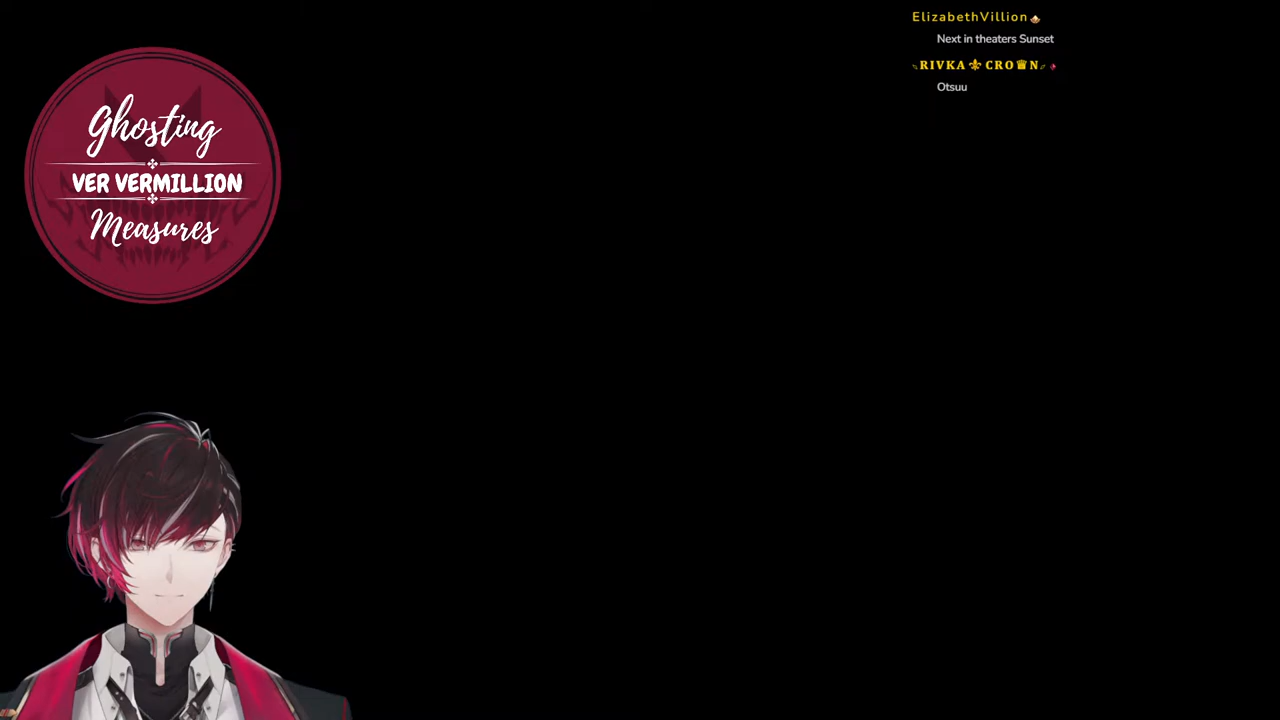 Ghosting
VER VERMILLION
Measures
ElizabethVillion
Next in theaters Sunset
RIVKA⚜CRO♛N
Otsuu